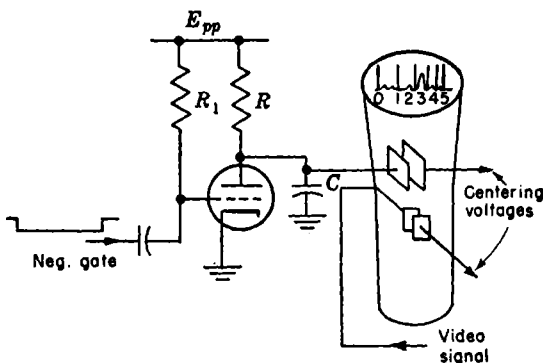 E_pp
R_1
R
C
0 1 2 3 4 5
Centering
voltages
Neg. gate
Video
signal